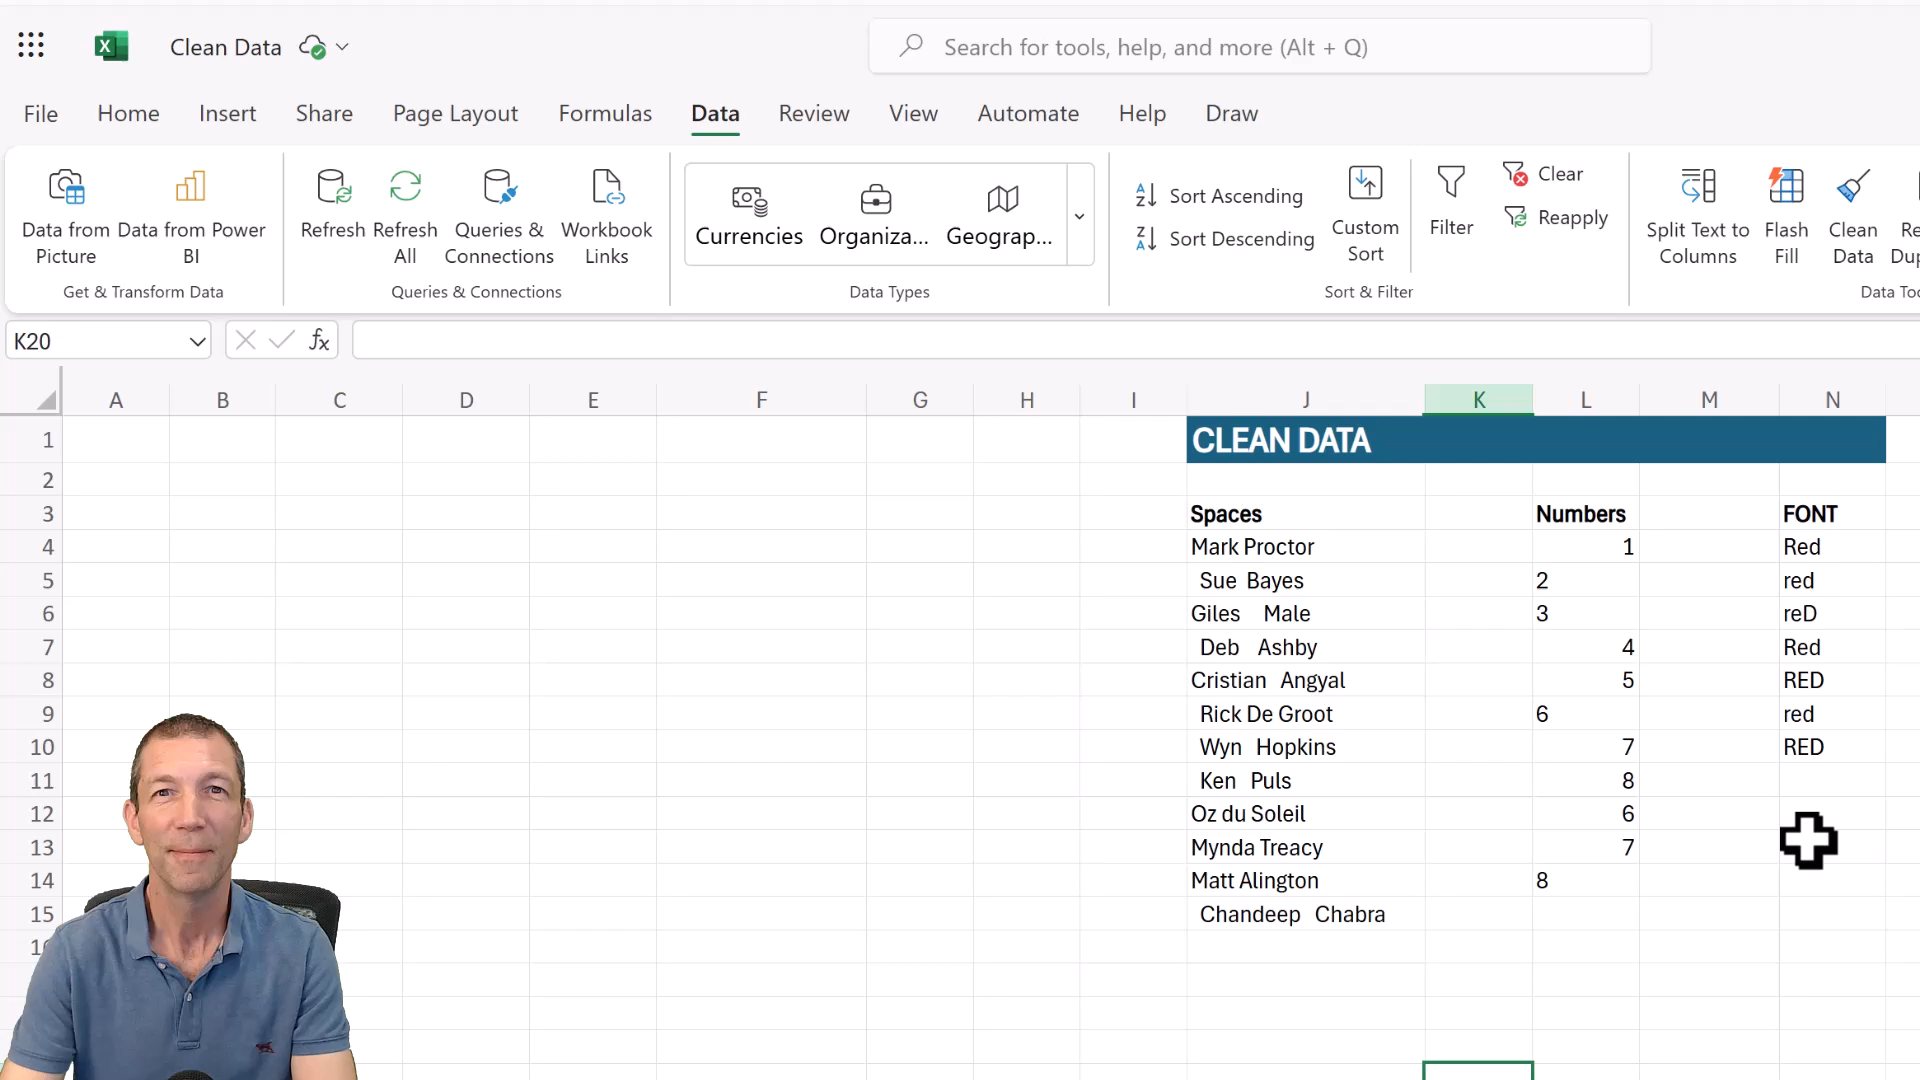 Clean Data
Search for tools, help, and more (Alt + Q)
File Home Insert Share Page Layout Formulas Data Review View Automate Help Draw
Data from Picture
Data from Power BI
Get & Transform Data
Refresh
Refresh All
Queries & Connections
Workbook Links
Queries & Connections
Currencies
Organiza...
Geograp...
Data Types
Sort Ascending
Sort Descending
Custom Sort
Filter
Clear
Reapply
Sort & Filter
Split Text to Columns
Flash Fill
Clean Data
Re
Dup
Data Too
K20
fx
A B C D E F G H I J K L M N
1 CLEAN DATA
2
3 Spaces Numbers FONT
4 Mark Proctor 1 Red
5 Sue Bayes 2 red
6 Giles Male 3 reD
7 Deb Ashby 4 Red
8 Cristian Angyal 5 RED
9 Rick De Groot 6 red
10 Wyn Hopkins 7 RED
11 Ken Puls 8
12 Oz du Soleil 6
13 Mynda Treacy 7
14 Matt Alington 8
15 Chandeep Chabra